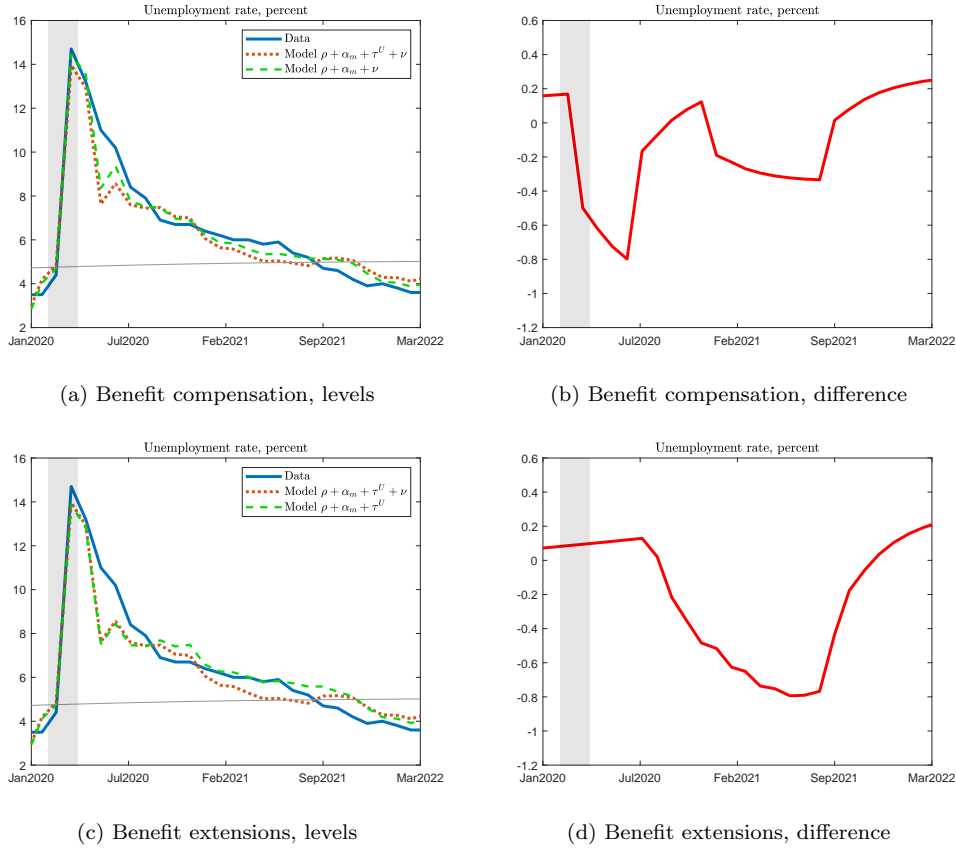 Unemployment rate, percent
16
14
12
10
8
6
4
2
Data
Model ρ + α_m + τ^U + ν
Model ρ + α_m + ν
Jan2020 Jul2020 Feb2021 Sep2021 Mar2022
(a) Benefit compensation, levels
Unemployment rate, percent
0.6
0.4
0.2
0
-0.2
-0.4
-0.6
-0.8
-1
-1.2
Jan2020 Jul2020 Feb2021 Sep2021 Mar2022
(b) Benefit compensation, difference
Unemployment rate, percent
16
14
12
10
8
6
4
2
Data
Model ρ + α_m + τ^U + ν
Model ρ + α_m + τ^U
Jan2020 Jul2020 Feb2021 Sep2021 Mar2022
(c) Benefit extensions, levels
Unemployment rate, percent
0.6
0.4
0.2
0
-0.2
-0.4
-0.6
-0.8
-1
-1.2
Jan2020 Jul2020 Feb2021 Sep2021 Mar2022
(d) Benefit extensions, difference